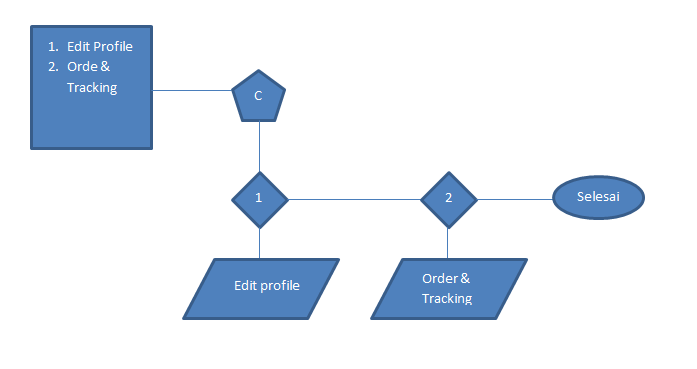 1. Edit Profile
2. Orde &
Tracking
C
1
2
Selesai
Edit profile
Order &
Tracking